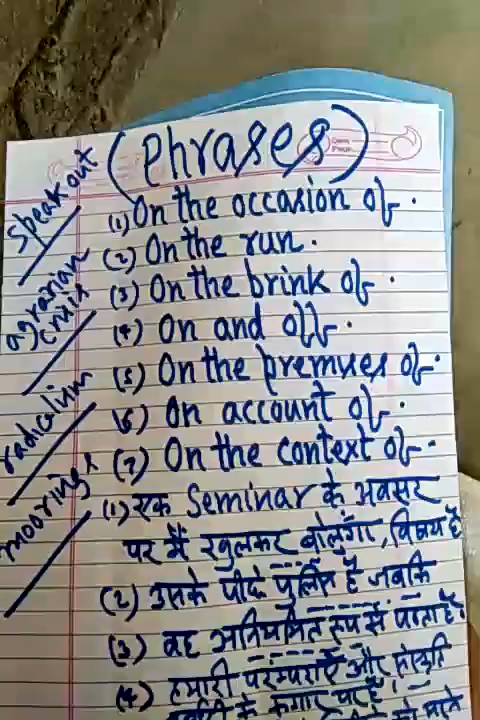 (Phrases)
speak out
agrarian
crisis
radicalism
moorings
(1) On the occasion of.
(2) On the run.
(3) On the brink of.
(4) On and off.
(5) On the premises of.
(6) On account of.
(7) On the context of.
(1) एक Seminar के अवसर
पर मैं खुलकर बोलूँगा, विषय है
(2) उसके पीछे पुलिस है जबकि
(3) वह अनियमित रूप से पढ़ता है।
(4) हमारी परंपराएँ और संस्कृति
के कगार पर है।